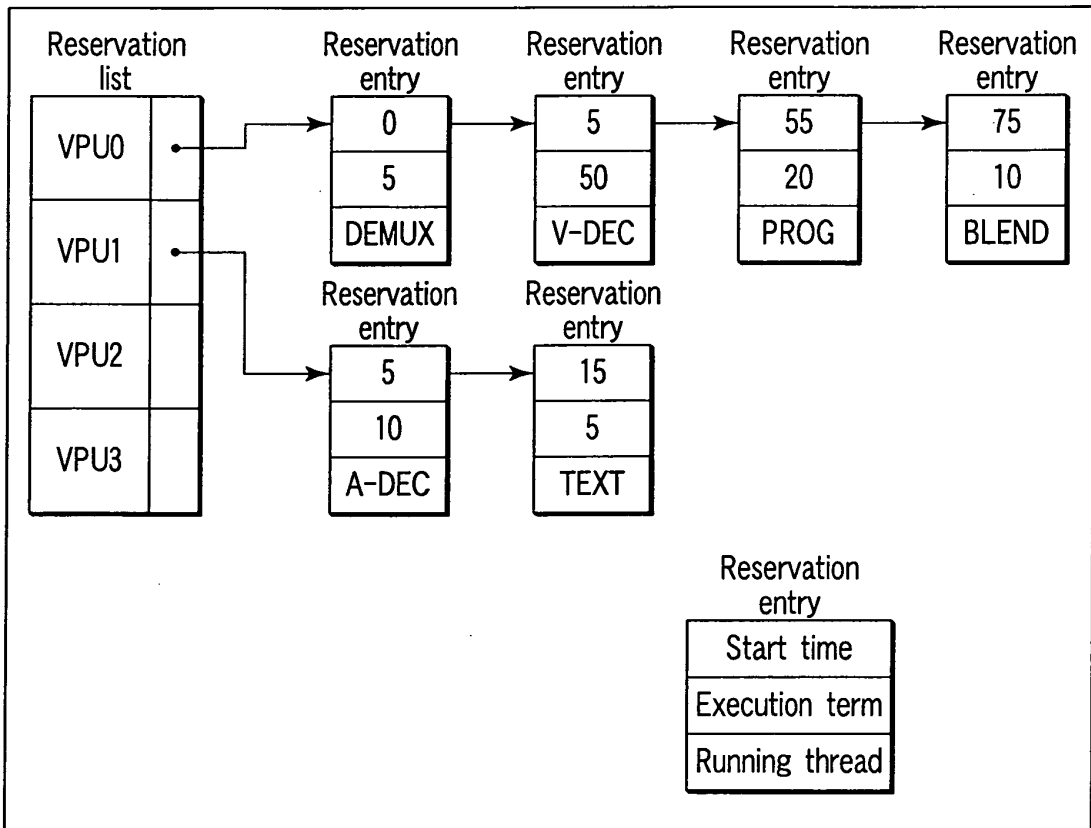 Reservation
list
VPU0
VPU1
VPU2
VPU3
Reservation
entry
0
5
DEMUX
Reservation
entry
5
50
V-DEC
Reservation
entry
55
20
PROG
Reservation
entry
75
10
BLEND
Reservation
entry
5
10
A-DEC
Reservation
entry
15
5
TEXT
Reservation
entry
Start time
Execution term
Running thread